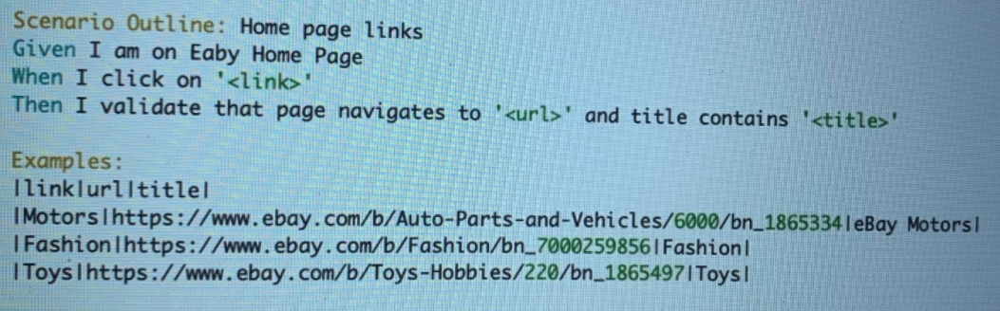 Scenario Outline: Home page links
Given I am on Eaby Home Page
When I click on '<link>'
Then I validate that page navigates to '<url>' and title contains '<title>'
Examples:
|link|url|title|
|Motors|https://www.ebay.com/b/Auto-Parts-and-Vehicles/6000/bn_1865334|eBay Motors|
|Fashion|https://www.ebay.com/b/Fashion/bn_7000259856|Fashion|
|Toys|https://www.ebay.com/b/Toys-Hobbies/220/bn_1865497|Toys|